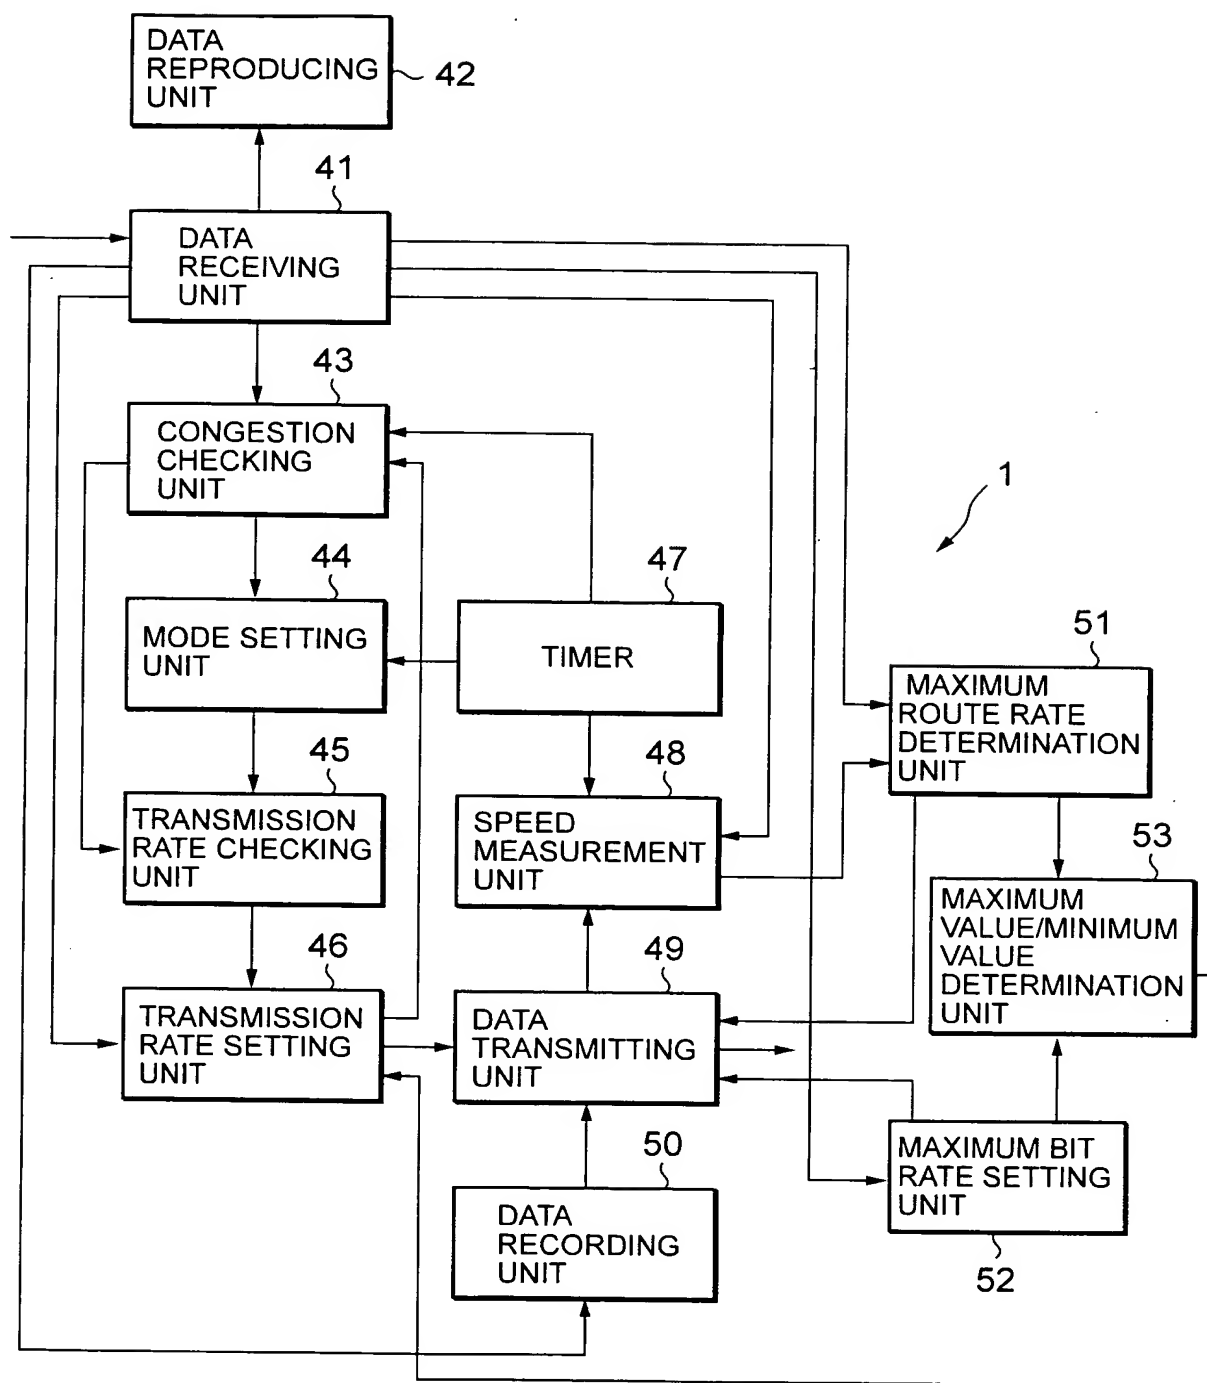 DATA
REPRODUCING
UNIT
42
41
DATA
RECEIVING
UNIT
43
CONGESTION
CHECKING
UNIT
1
44
MODE SETTING
UNIT
47
TIMER
51
MAXIMUM
ROUTE RATE
DETERMINATION
UNIT
45
TRANSMISSION
RATE CHECKING
UNIT
48
SPEED
MEASUREMENT
UNIT
53
MAXIMUM
VALUE/MINIMUM
VALUE
DETERMINATION
UNIT
46
TRANSMISSION
RATE SETTING
UNIT
49
DATA
TRANSMITTING
UNIT
50
DATA
RECORDING
UNIT
MAXIMUM BIT
RATE SETTING
UNIT
52